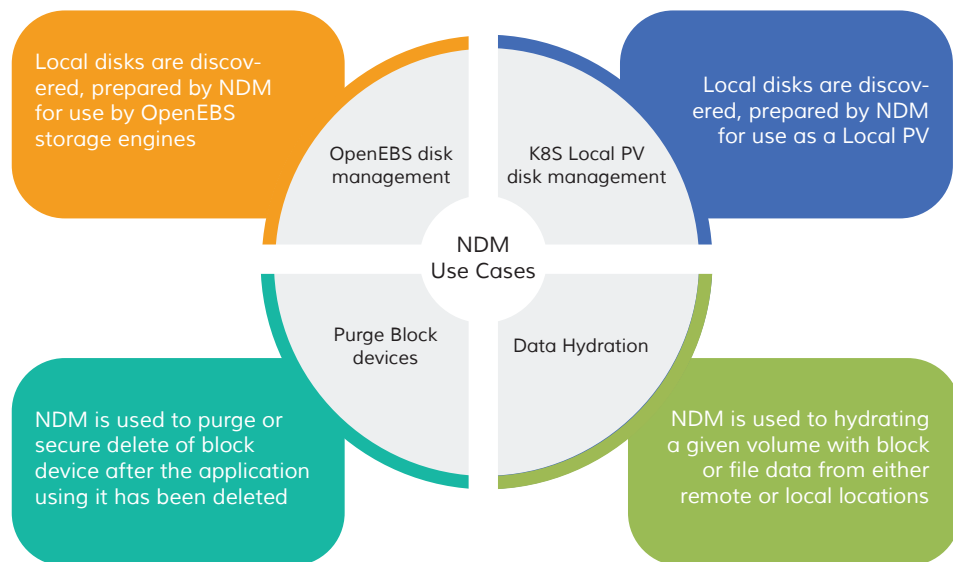 Local disks are discov-
ered, prepared by NDM
for use by OpenEBS
storage engines
Local disks are discov-
ered, prepared by NDM
for use as a Local PV
OpenEBS disk
management
K8S Local PV
disk management
NDM
Use Cases
Purge Block
devices
Data Hydration
NDM is used to purge or
secure delete of block
device after the application
using it has been deleted
NDM is used to hydrating
a given volume with block
or file data from either
remote or local locations